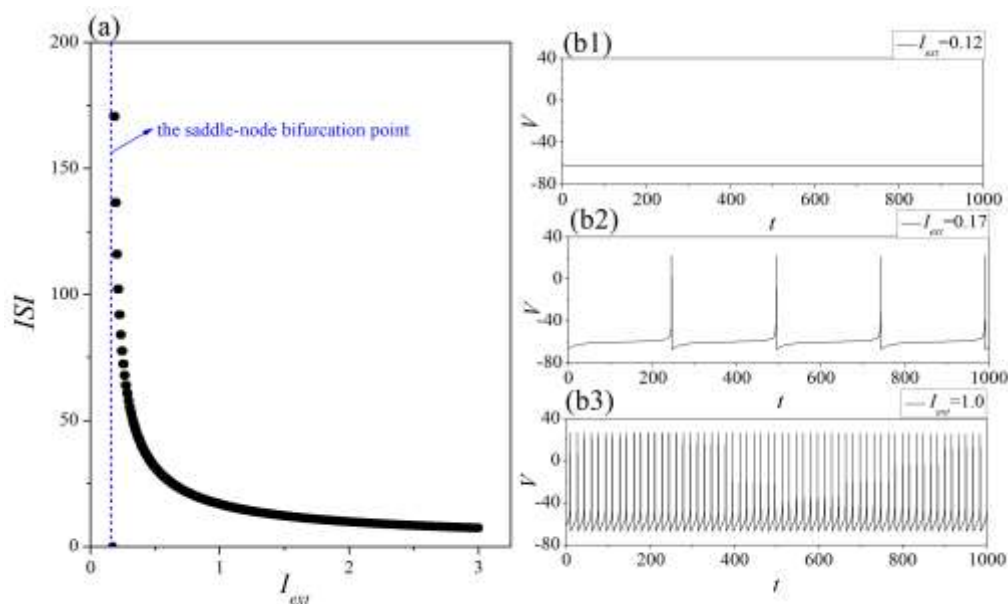 (a)
200
150
100
50
0
ISI
the saddle-node bifurcation point
0 1 2 3
I_ext
(b1)
I_ext=0.12
40
0
-40
-80
V
0 200 400 600 800 1000
t
(b2)
I_ext=0.17
40
0
-40
-80
V
0 200 400 600 800 1000
t
(b3)
I_ext=1.0
40
0
-40
-80
V
0 200 400 600 800 1000
t